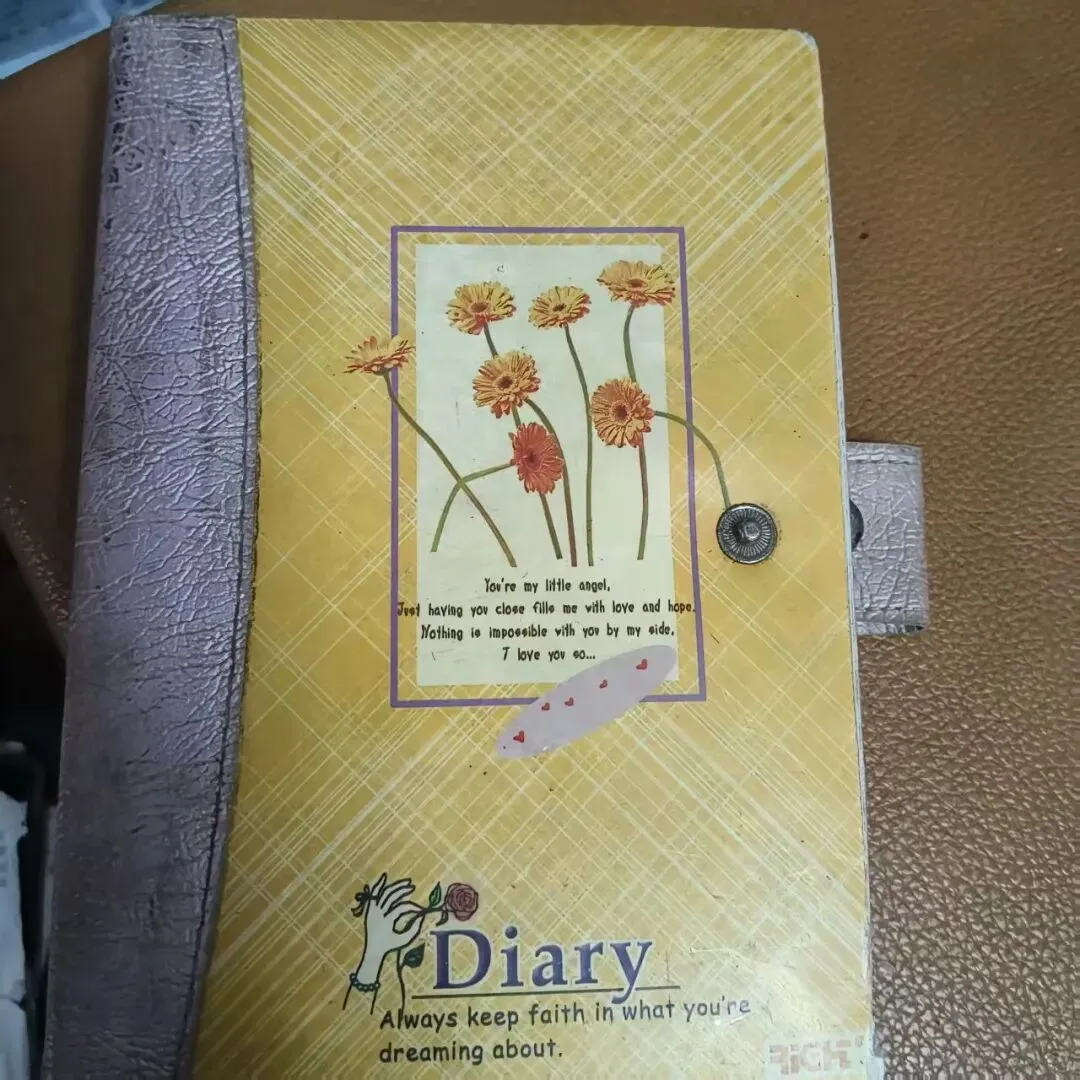 You're my little angel,
Just having you close fills me with love and hope.
Nothing is impossible with you by my side.
I love you so...
Diary
Always keep faith in what you're
dreaming about.
RICH